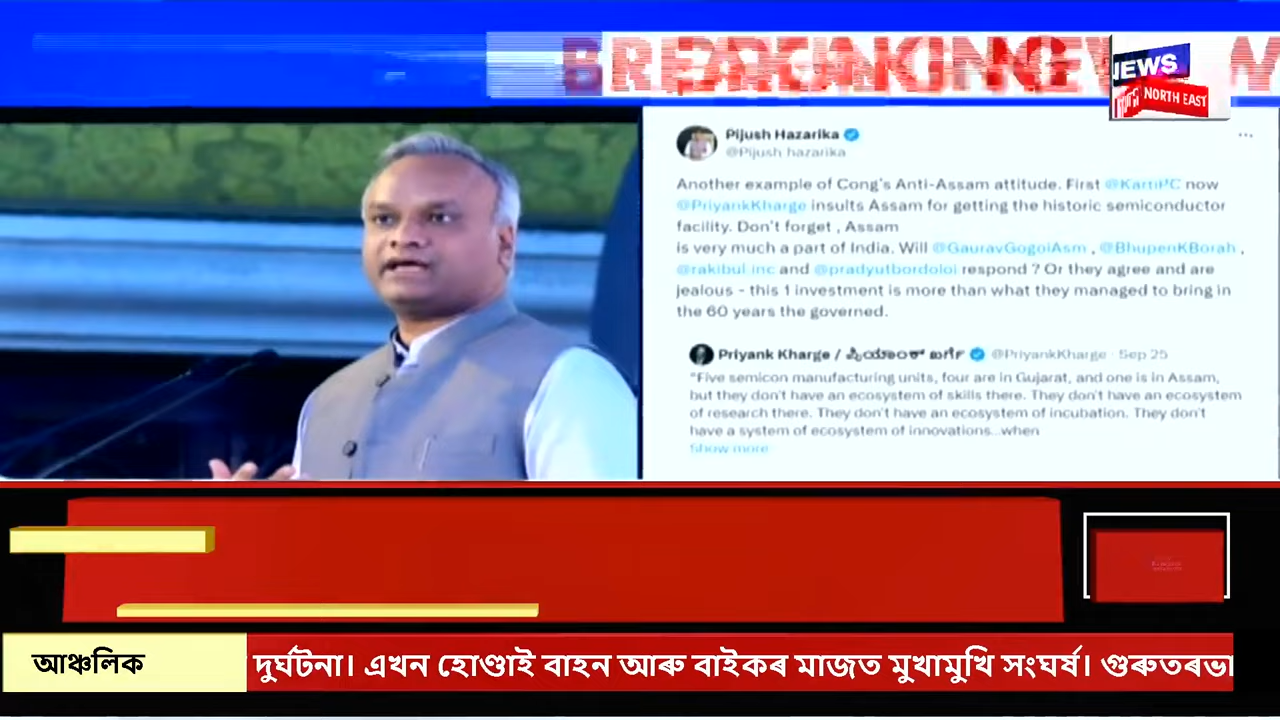 BREAKING NEWS
NEWS
NORTH EAST
Pijush Hazarika
@Pijush hazarika
Another example of Cong's Anti-Assam attitude. First @KartiPC now
@PriyankKharge insults Assam for getting the historic semiconductor
facility. Don't forget , Assam
is very much a part of India. Will @GauravGogoiAsm , @BhupenKBorah ,
@rakibul inc and @pradyutbordoloi respond ? Or they agree and are
jealous - this 1 investment is more than what they managed to bring in
the 60 years the governed.
Priyank Kharge / ಪ್ರಿಯಾಂಕ್ ಖರ್ಗೆ @PriyankKharge · Sep 25
"Five semicon manufacturing units, four are in Gujarat, and one is in Assam,
but they don't have an ecosystem of skills there. They don't have an ecosystem
of research there. They don't have an ecosystem of incubation. They don't
have a system of ecosystem of innovations...when
Show more
আঞ্চলিক
দুৰ্ঘটনা। এখন হোণ্ডাই বাহন আৰু বাইকৰ মাজত মুখামুখি সংঘৰ্ষ। গুৰুতৰভা